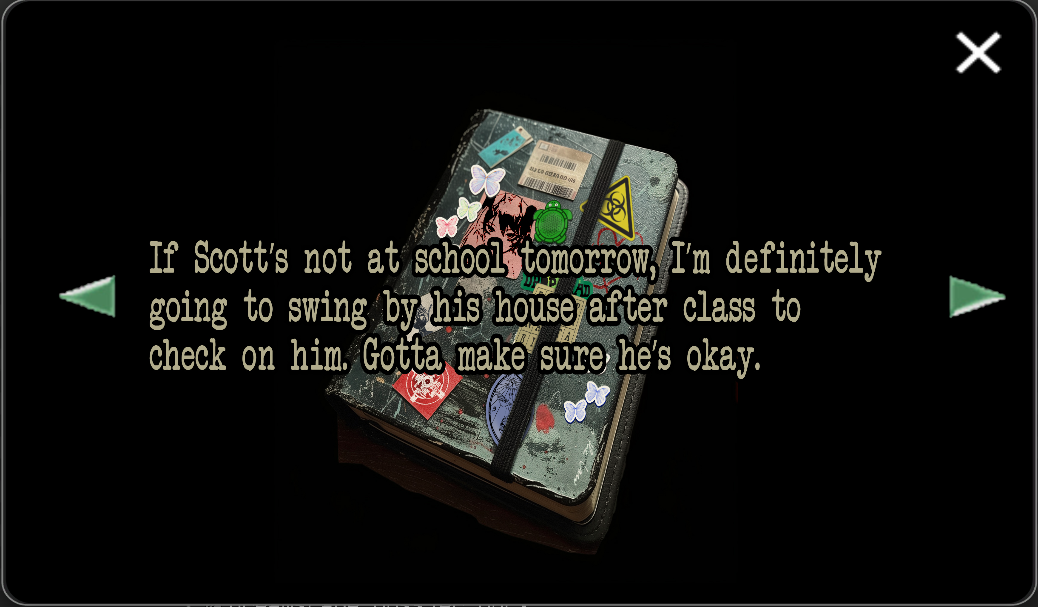 If Scott's not at school tomorrow, I'm definitely
going to swing by his house after class to
check on him. Gotta make sure he's okay.